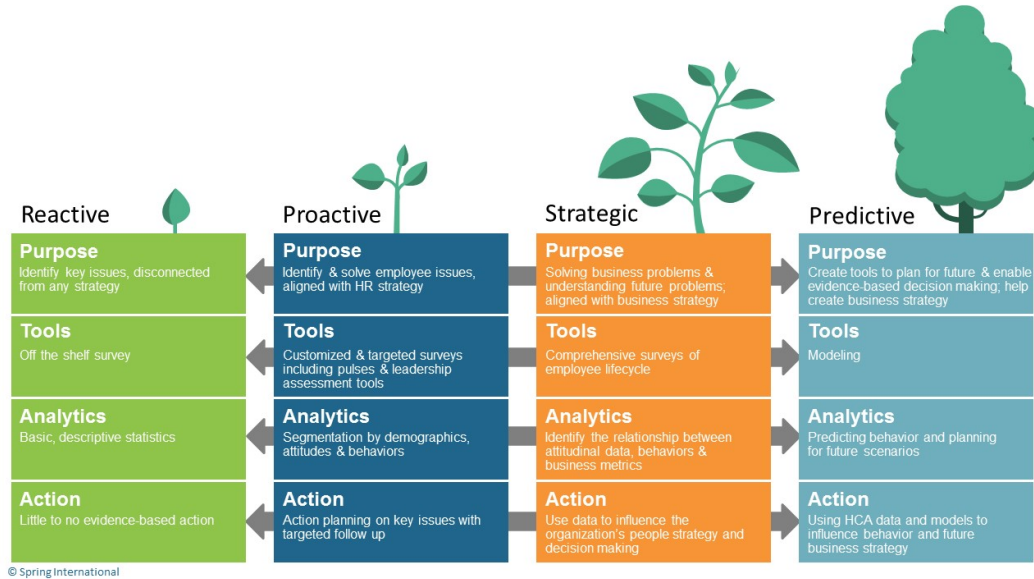 Reactive
Purpose
Identify key issues, disconnected
from any strategy
Tools
Off the shelf survey
Analytics
Basic, descriptive statistics
Action
Little to no evidence-based action
Proactive
Purpose
Identify & solve employee issues,
aligned with HR strategy
Tools
Customized & targeted surveys
including pulses & leadership
assessment tools
Analytics
Segmentation by demographics,
attitudes & behaviors
Action
Action planning on key issues with
targeted follow up
Strategic
Purpose
Solving business problems &
understanding future problems;
aligned with business strategy
Tools
Comprehensive surveys of
employee lifecycle
Analytics
Identify the relationship between
attitudinal data, behaviors &
business metrics
Action
Use data to influence the
organization's people strategy and
decision making
Predictive
Purpose
Create tools to plan for future & enable
evidence-based decision making; help
create business strategy
Tools
Modeling
Analytics
Predicting behavior and planning
for future scenarios
Action
Using HCA data and models to
influence behavior and future
business strategy
© Spring International